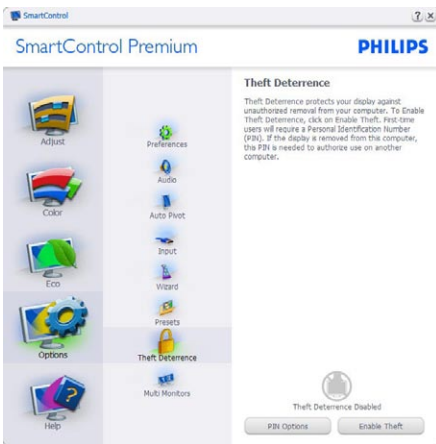 SmartControl
SmartControl Premium
PHILIPS
Adjust
Color
Eco
Options
Help
Preferences
Audio
Auto Pivot
Input
Wizard
Presets
Theft Deterrence
Multi Monitors
Theft Deterrence
Theft Deterrence protects your display against
unauthorized removal from your computer. To Enable
Theft Deterrence, click on Enable Theft. First-time
users will require a Personal Identification Number
(PIN). If the display is removed from this computer,
this PIN is needed to authorize use on another
computer.
Theft Deterrence Disabled
PIN Options
Enable Theft